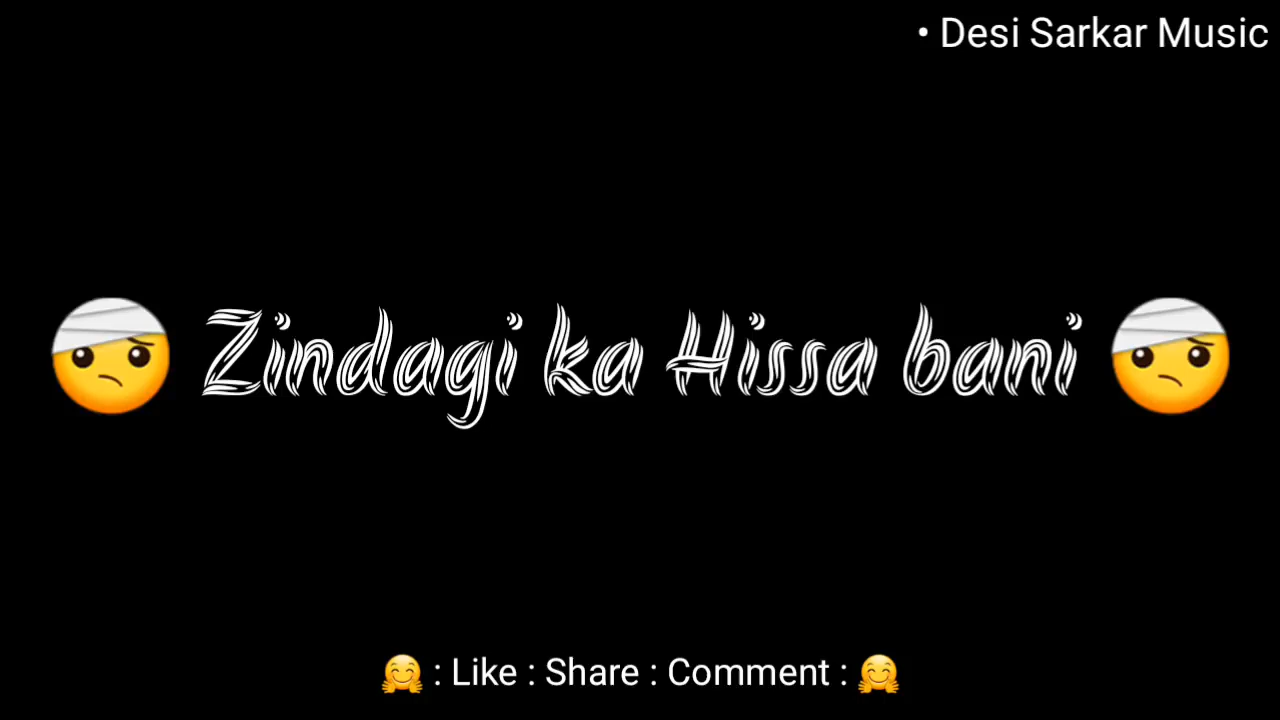 • Desi Sarkar Music
🤕 Zindagi ka Hissa bani 🤕
🤗 : Like : Share : Comment : 🤗